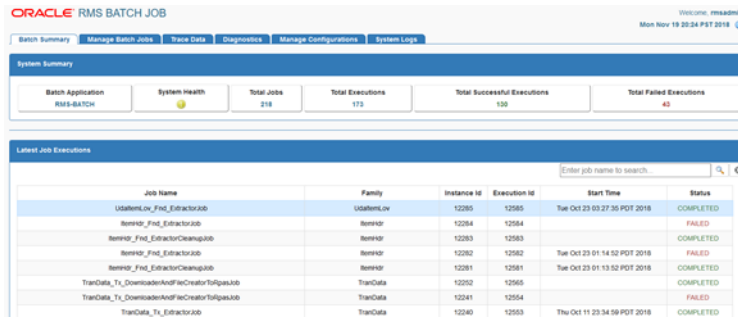 ORACLE' RMS BATCH JOB
Welcome, rmsadmi
Mon Nov 19 20:24 PST 2018
Batch Summary Manage Batch Jobs Trace Data Diagnostics Manage Configurations System Logs
System Summary
Batch Application System Health Total Jobs Total Executions Total Successful Executions Total Failed Executions
RMS-BATCH 218 173 130 43
Latest Job Executions
Enter job name to search...
Job Name Family Instance Id Execution Id Start Time Status
UdaItemLov_Fnd_ExtractorJob UdaItemLov 12285 12585 Tue Oct 23 03:27:35 PDT 2018 COMPLETED
ItemHdr_Fnd_ExtractorJob ItemHdr 12284 12584 FAILED
ItemHdr_Fnd_ExtractorCleanupJob ItemHdr 12283 12583 COMPLETED
ItemHdr_Fnd_ExtractorJob ItemHdr 12282 12582 Tue Oct 23 01:14:52 PDT 2018 FAILED
ItemHdr_Fnd_ExtractorCleanupJob ItemHdr 12281 12581 Tue Oct 23 01:13:52 PDT 2018 COMPLETED
TranData_Tx_DownloaderAndFileCreatorToRpasJob TranData 12252 12565 COMPLETED
TranData_Tx_DownloaderAndFileCreatorToRpasJob TranData 12241 12554 FAILED
TranData_Tx_ExtractorJob TranData 12240 12553 Thu Oct 11 23:34:59 PDT 2018 COMPLETED